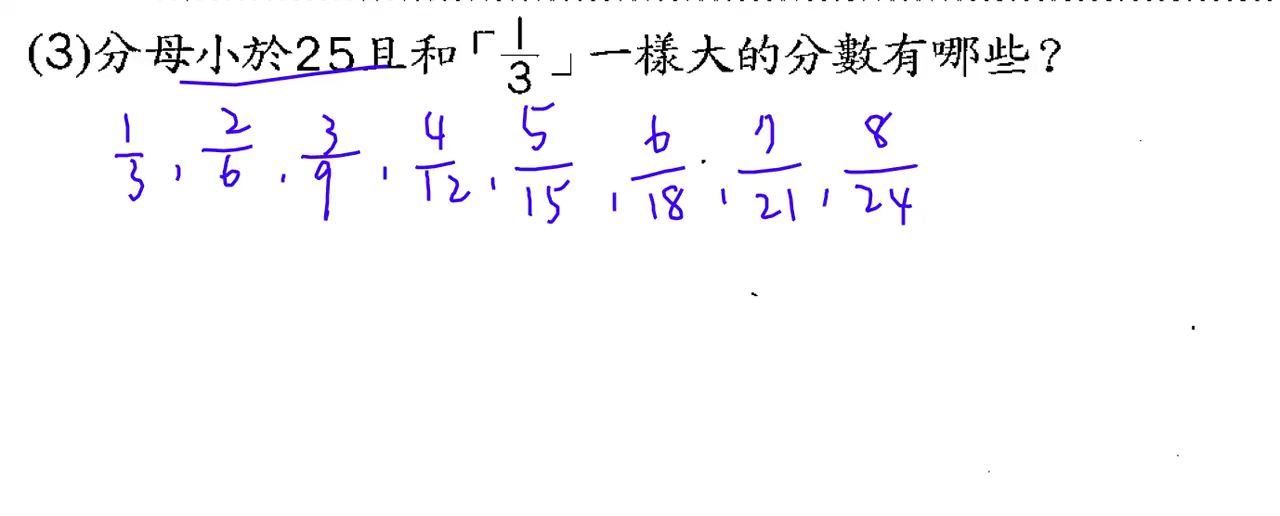 (3)分母小於25且和「1/3」一樣大的分數有哪些?
1/3, 2/6, 3/9, 4/12, 5/15, 6/18, 7/21, 8/24